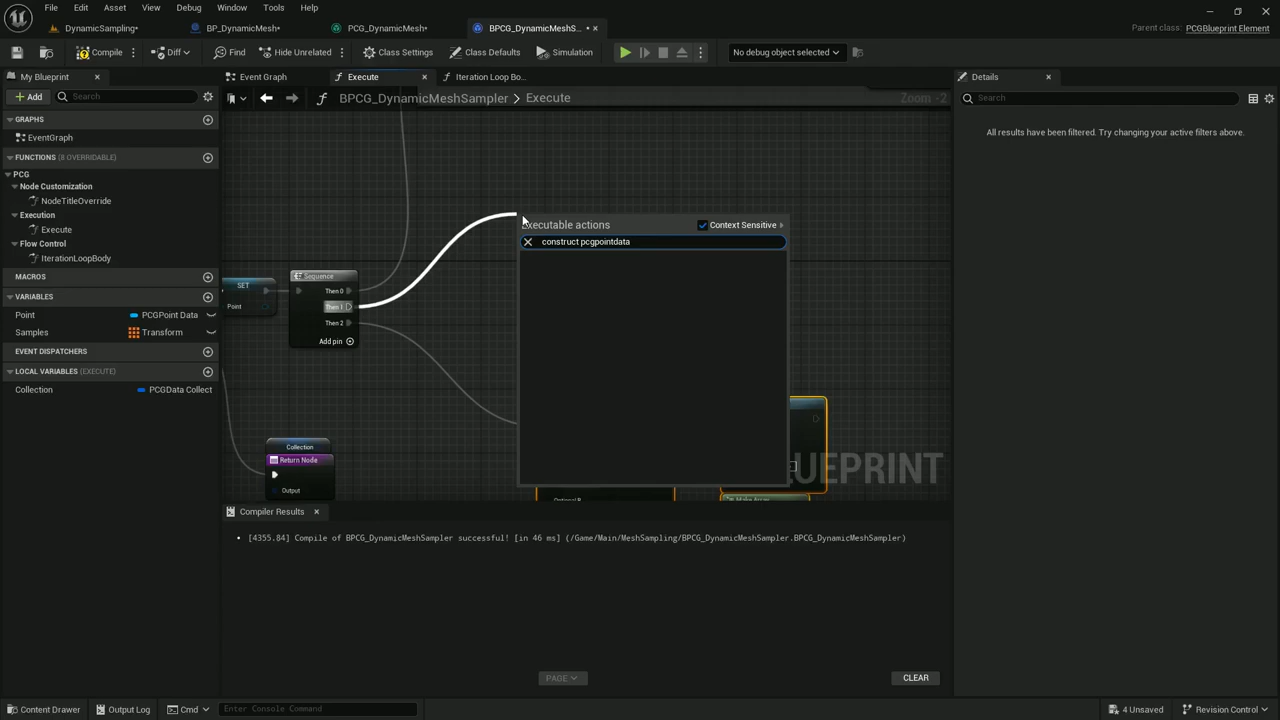 File Edit Asset View Debug Window Tools Help
DynamicSampling•
BP_DynamicMesh•
PCG_DynamicMesh•
BPCG_DynamicMeshS... •
Parent class: PCGBlueprint Element
Compile
Diff
Find
Hide Unrelated
Class Settings
Class Defaults
Simulation
No debug object selected
My Blueprint
Event Graph
Execute
Iteration Loop Bo...
Details
Add
Search
BPCG_DynamicMeshSampler > Execute
Zoom -2
Search
GRAPHS
All results have been filtered. Try changing your active filters above.
EventGraph
FUNCTIONS (8 OVERRIDABLE)
PCG
Node Customization
NodeTitleOverride
Execution
Execute
Flow Control
IterationLoopBody
MACROS
VARIABLES
Point PCGPoint Data
Samples Transform
EVENT DISPATCHERS
LOCAL VARIABLES (EXECUTE)
Collection PCGData Collect
Executable actions
Context Sensitive
construct pcgpointdata
SET
Point
Sequence
Then 0
Then 1
Then 2
Add pin
Collection
Return Node
Output
Optional B
Make Array
BLUEPRINT
Compiler Results
• [4355.84] Compile of BPCG_DynamicMeshSampler successful! [in 46 ms] (/Game/Main/MeshSampling/BPCG_DynamicMeshSampler.BPCG_DynamicMeshSampler)
PAGE
CLEAR
Content Drawer
Output Log
Cmd
Enter Console Command
4 Unsaved
Revision Control